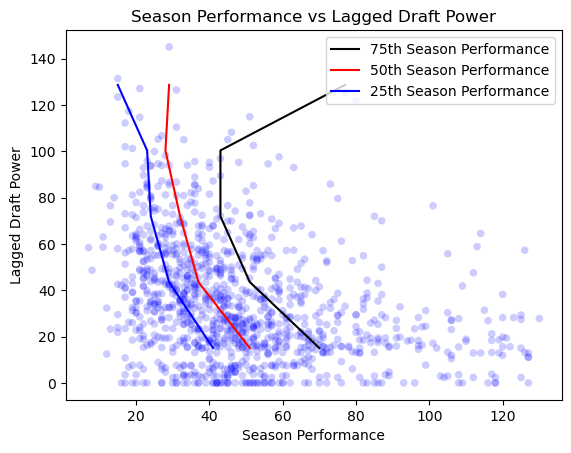 Season Performance vs Lagged Draft Power
75th Season Performance
50th Season Performance
25th Season Performance
Lagged Draft Power
140
120
100
80
60
40
20
0
20 40 60 80 100 120
Season Performance